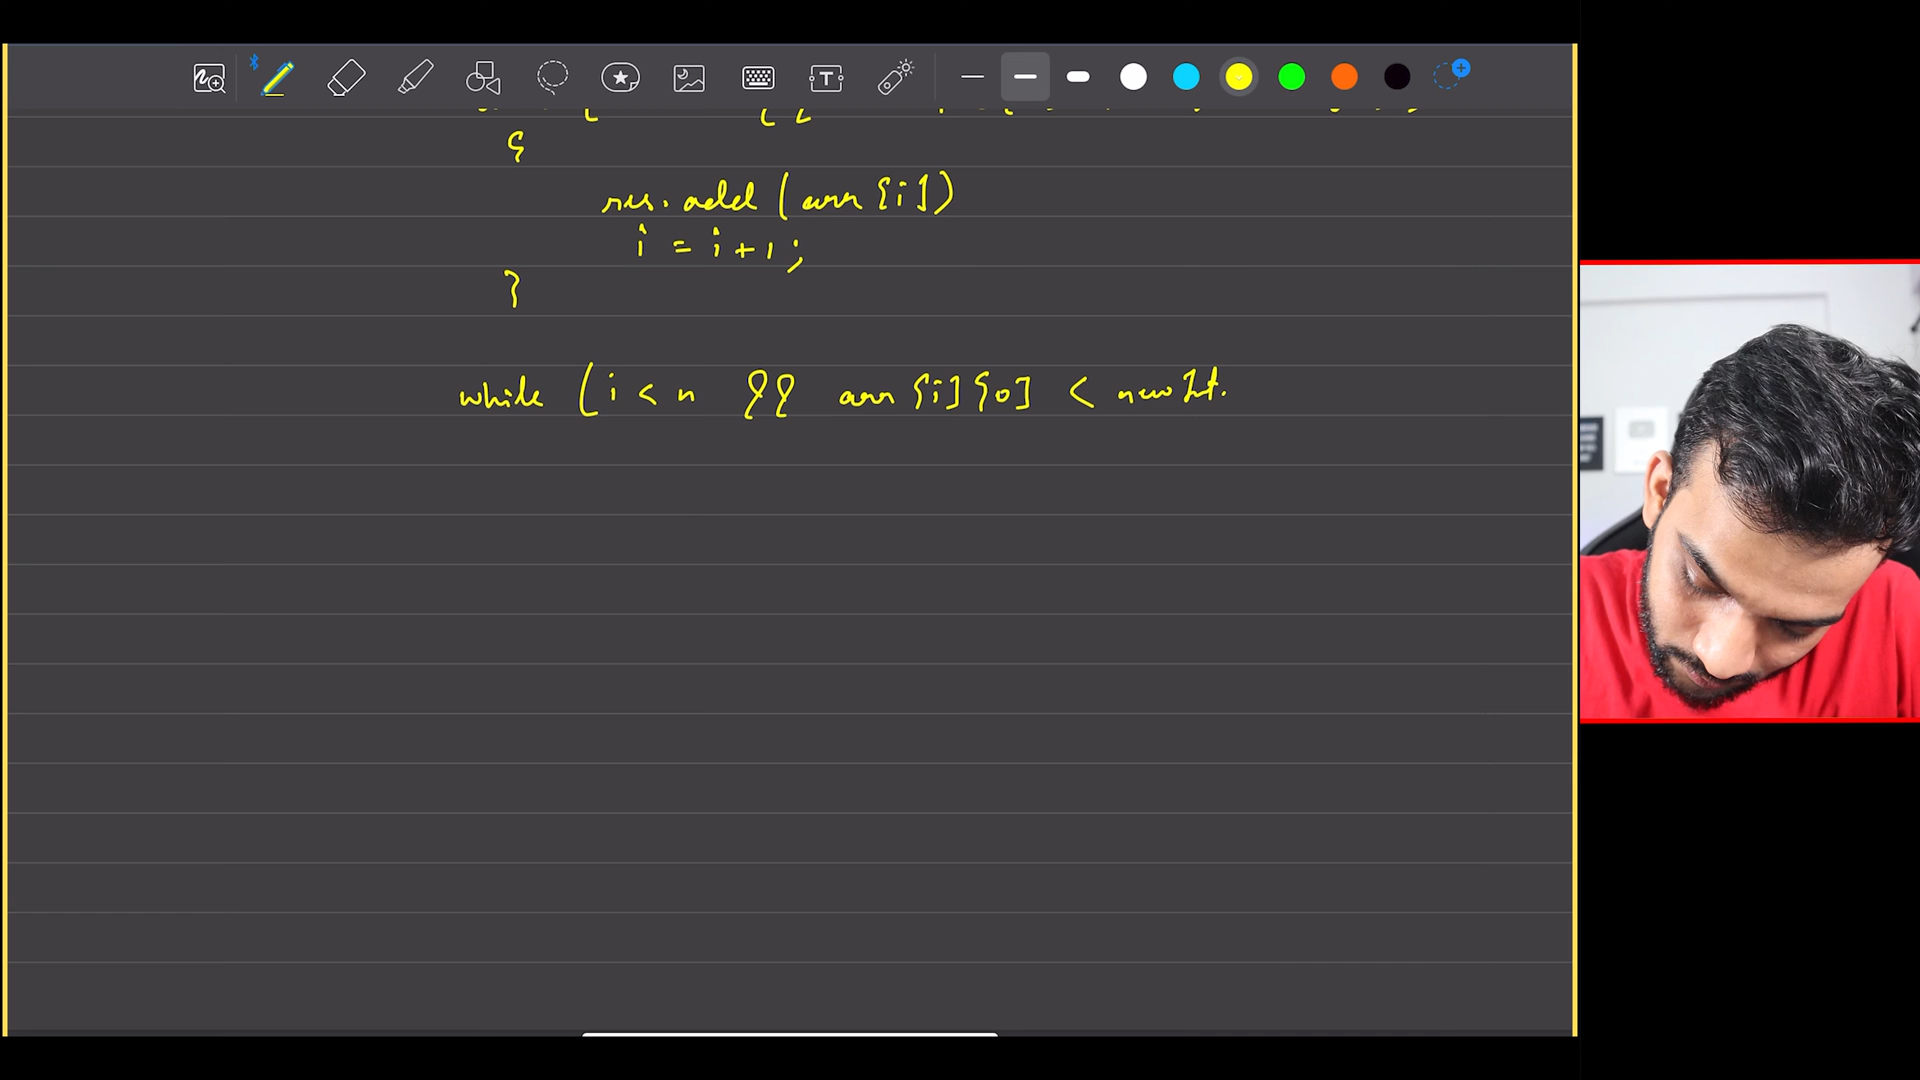 {
res.add (arr [i])
i = i+1;
}
while (i < n && arr [i][0] < newInt.
T